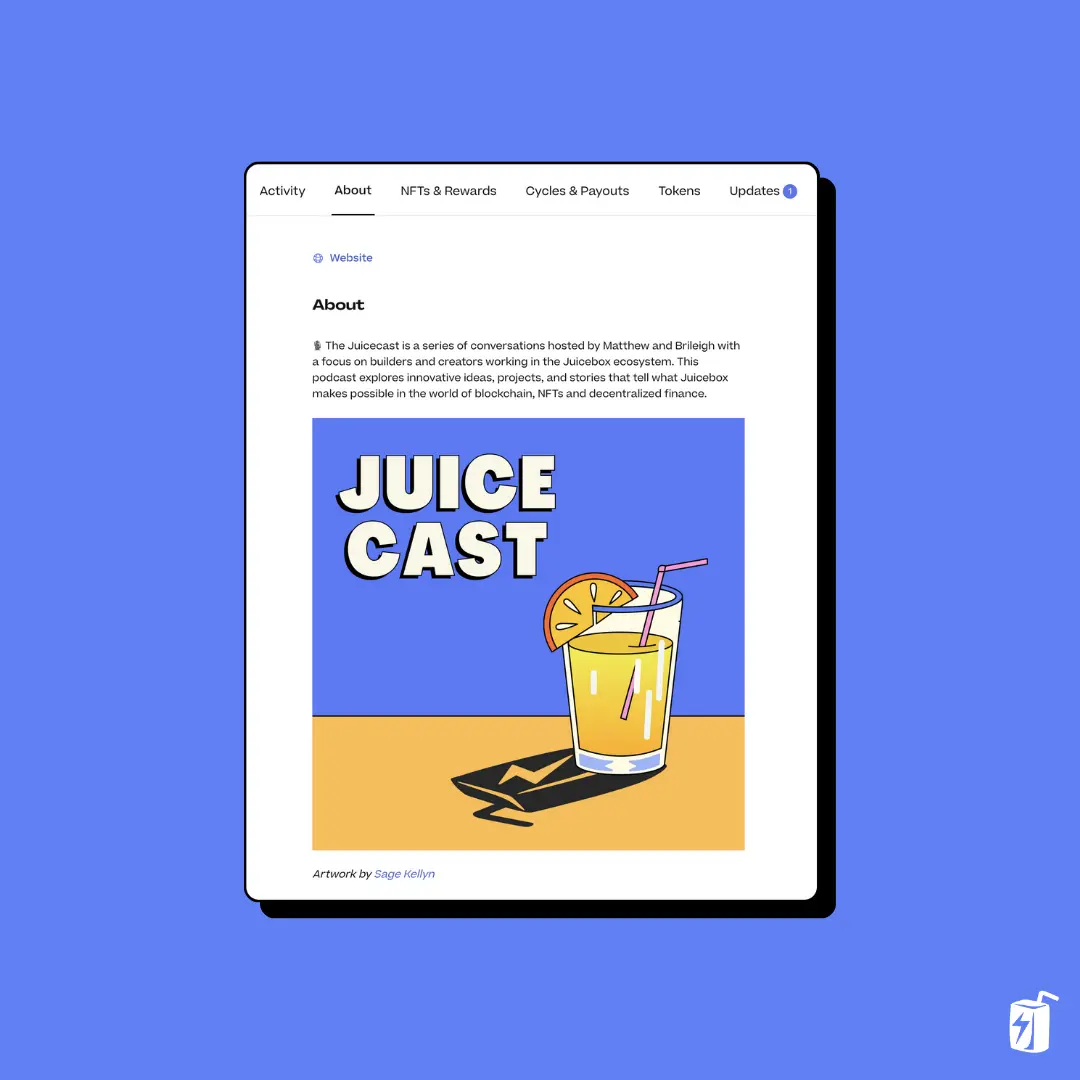 Activity About NFTs & Rewards Cycles & Payouts Tokens Updates 1
Website
About
🎙️ The Juicecast is a series of conversations hosted by Matthew and Brileigh with
a focus on builders and creators working in the Juicebox ecosystem. This
podcast explores innovative ideas, projects, and stories that tell what Juicebox
makes possible in the world of blockchain, NFTs and decentralized finance.
JUICE
CAST
Artwork by Sage Kellyn